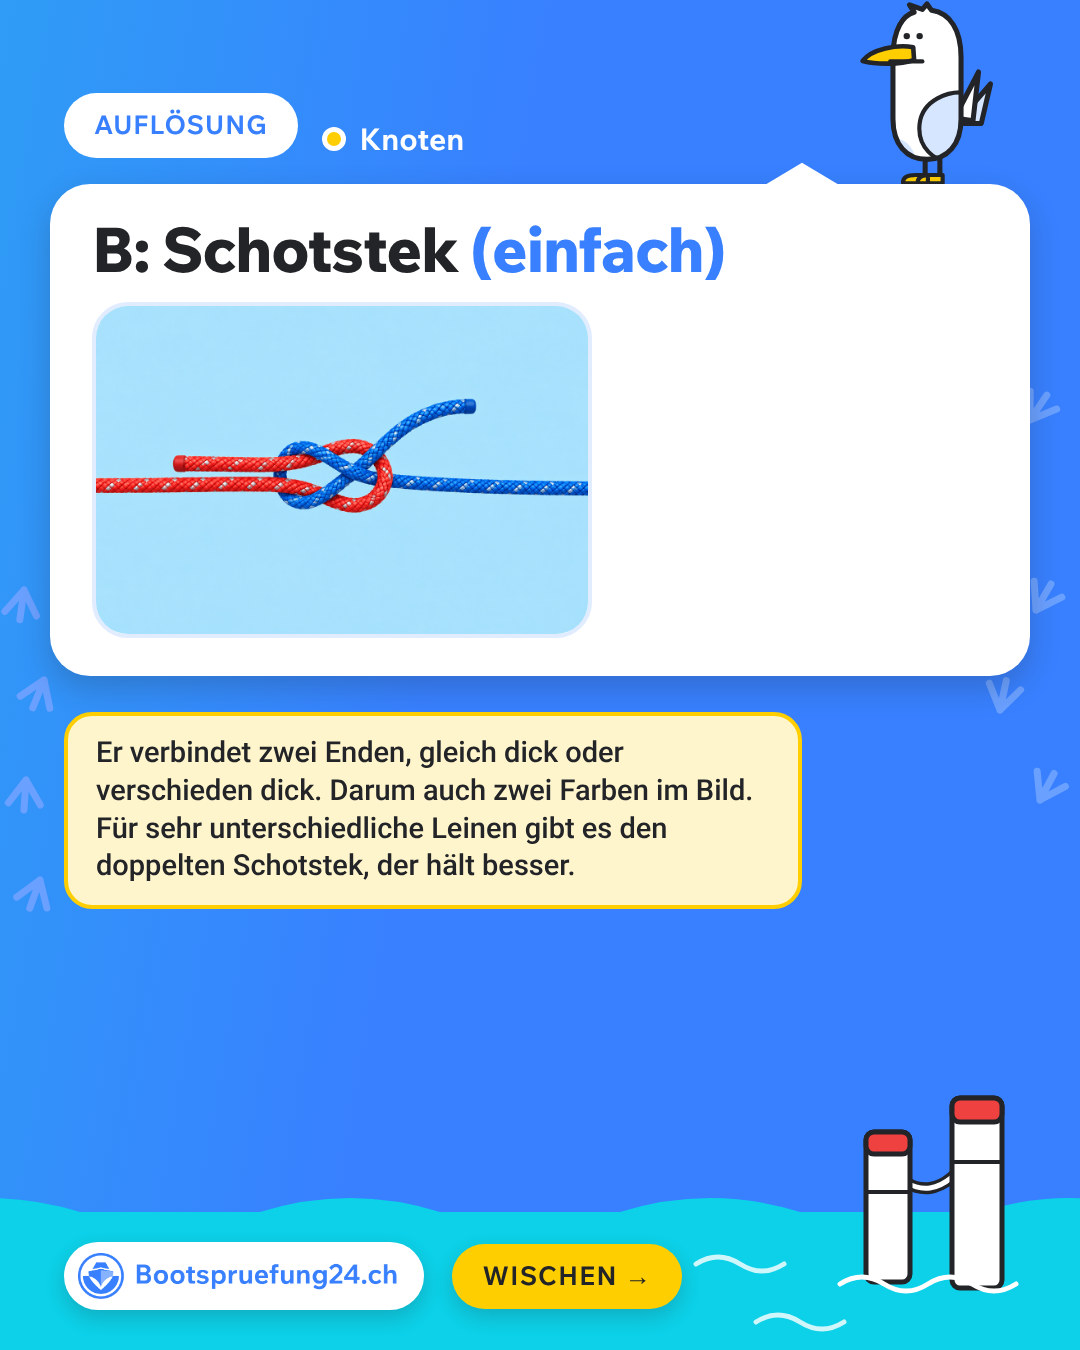 AUFLÖSUNG
Knoten
B: Schotstek (einfach)
Er verbindet zwei Enden, gleich dick oder
verschieden dick. Darum auch zwei Farben im Bild.
Für sehr unterschiedliche Leinen gibt es den
doppelten Schotstek, der hält besser.
Bootspruefung24.ch
WISCHEN →